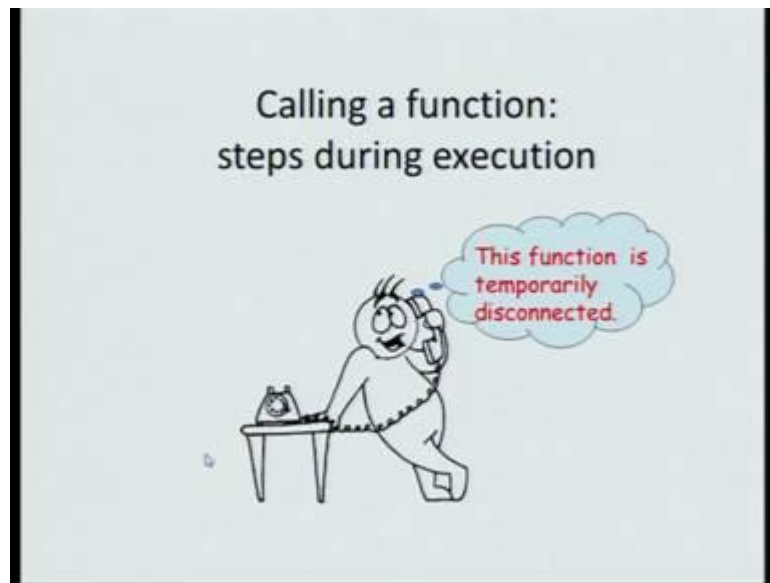 Calling a function:
steps during execution
This function is
temporarily
disconnected.